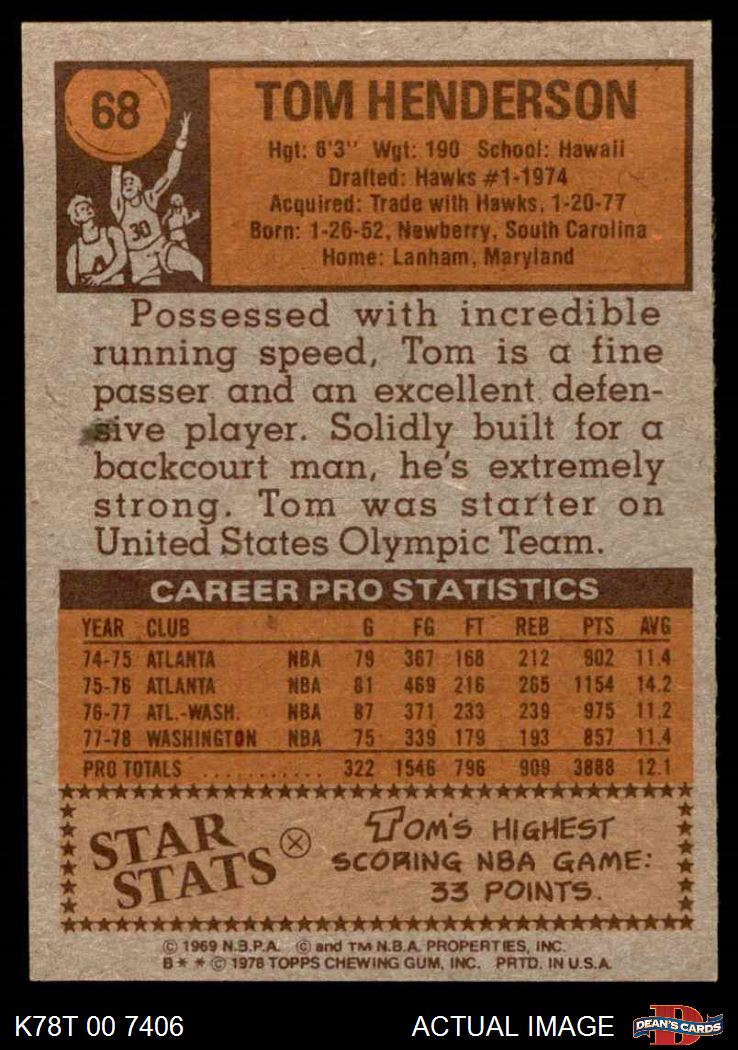 68
TOM HENDERSON
Hgt: 6'3" Wgt: 190 School: Hawaii
Drafted: Hawks #1-1974
Acquired: Trade with Hawks, 1-20-77
Born: 1-26-52, Newberry, South Carolina
Home: Lanham, Maryland
30
Possessed with incredible
running speed, Tom is a fine
passer and an excellent defen-
sive player. Solidly built for a
backcourt man, he's extremely
strong. Tom was starter on
United States Olympic Team.
CAREER PRO STATISTICS
YEAR CLUB G FG FT REB PTS AVG
74-75 ATLANTA NBA 79 367 168 212 902 11.4
75-76 ATLANTA NBA 81 469 216 265 1154 14.2
76-77 ATL.-WASH. NBA 87 371 233 239 975 11.2
77-78 WASHINGTON NBA 75 339 179 193 857 11.4
PRO TOTALS ........... 322 1546 796 909 3888 12.1
STAR
STATS
TOM'S HIGHEST
SCORING NBA GAME:
33 POINTS.
© 1969 N.B.P.A. © and TM N.B.A. PROPERTIES, INC.
B * * © 1978 TOPPS CHEWING GUM, INC. PRTD. IN U.S.A.
K78T 00 7406 ACTUAL IMAGE
D
DEAN'S CARDS